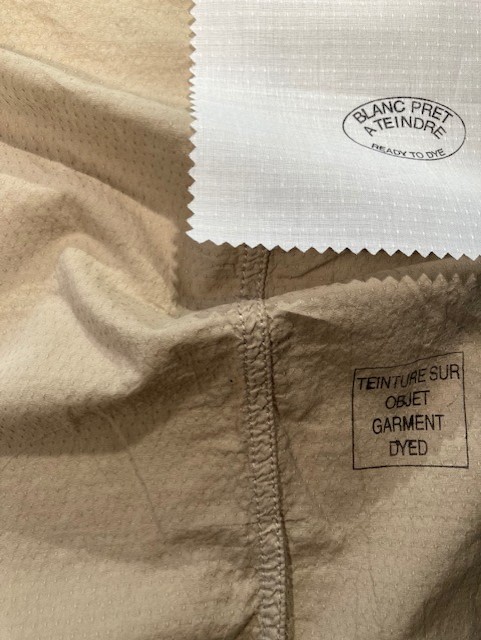 BLANC PRET
A TEINDRE
READY TO DYE
TEINTURE SUR
OBJET
GARMENT
DYED